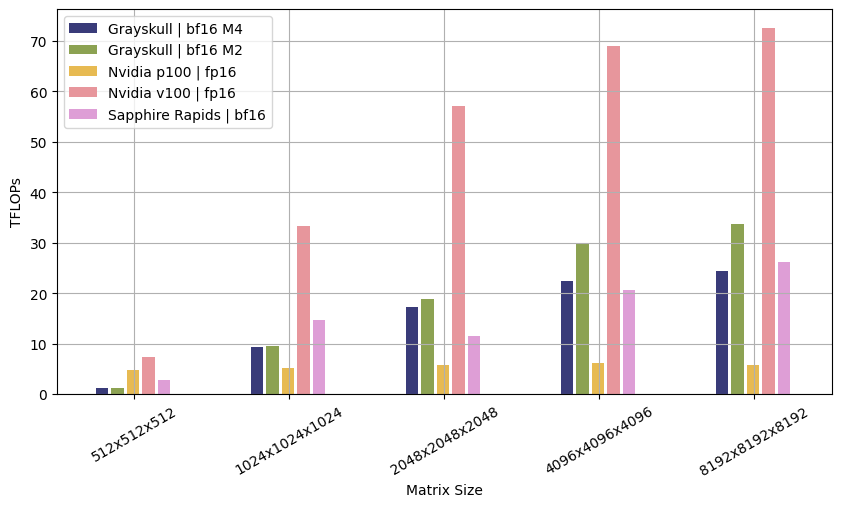 Grayskull | bf16 M4
Grayskull | bf16 M2
Nvidia p100 | fp16
Nvidia v100 | fp16
Sapphire Rapids | bf16
TFLOPs
70
60
50
40
30
20
10
0
512x512x512
1024x1024x1024
2048x2048x2048
4096x4096x4096
8192x8192x8192
Matrix Size